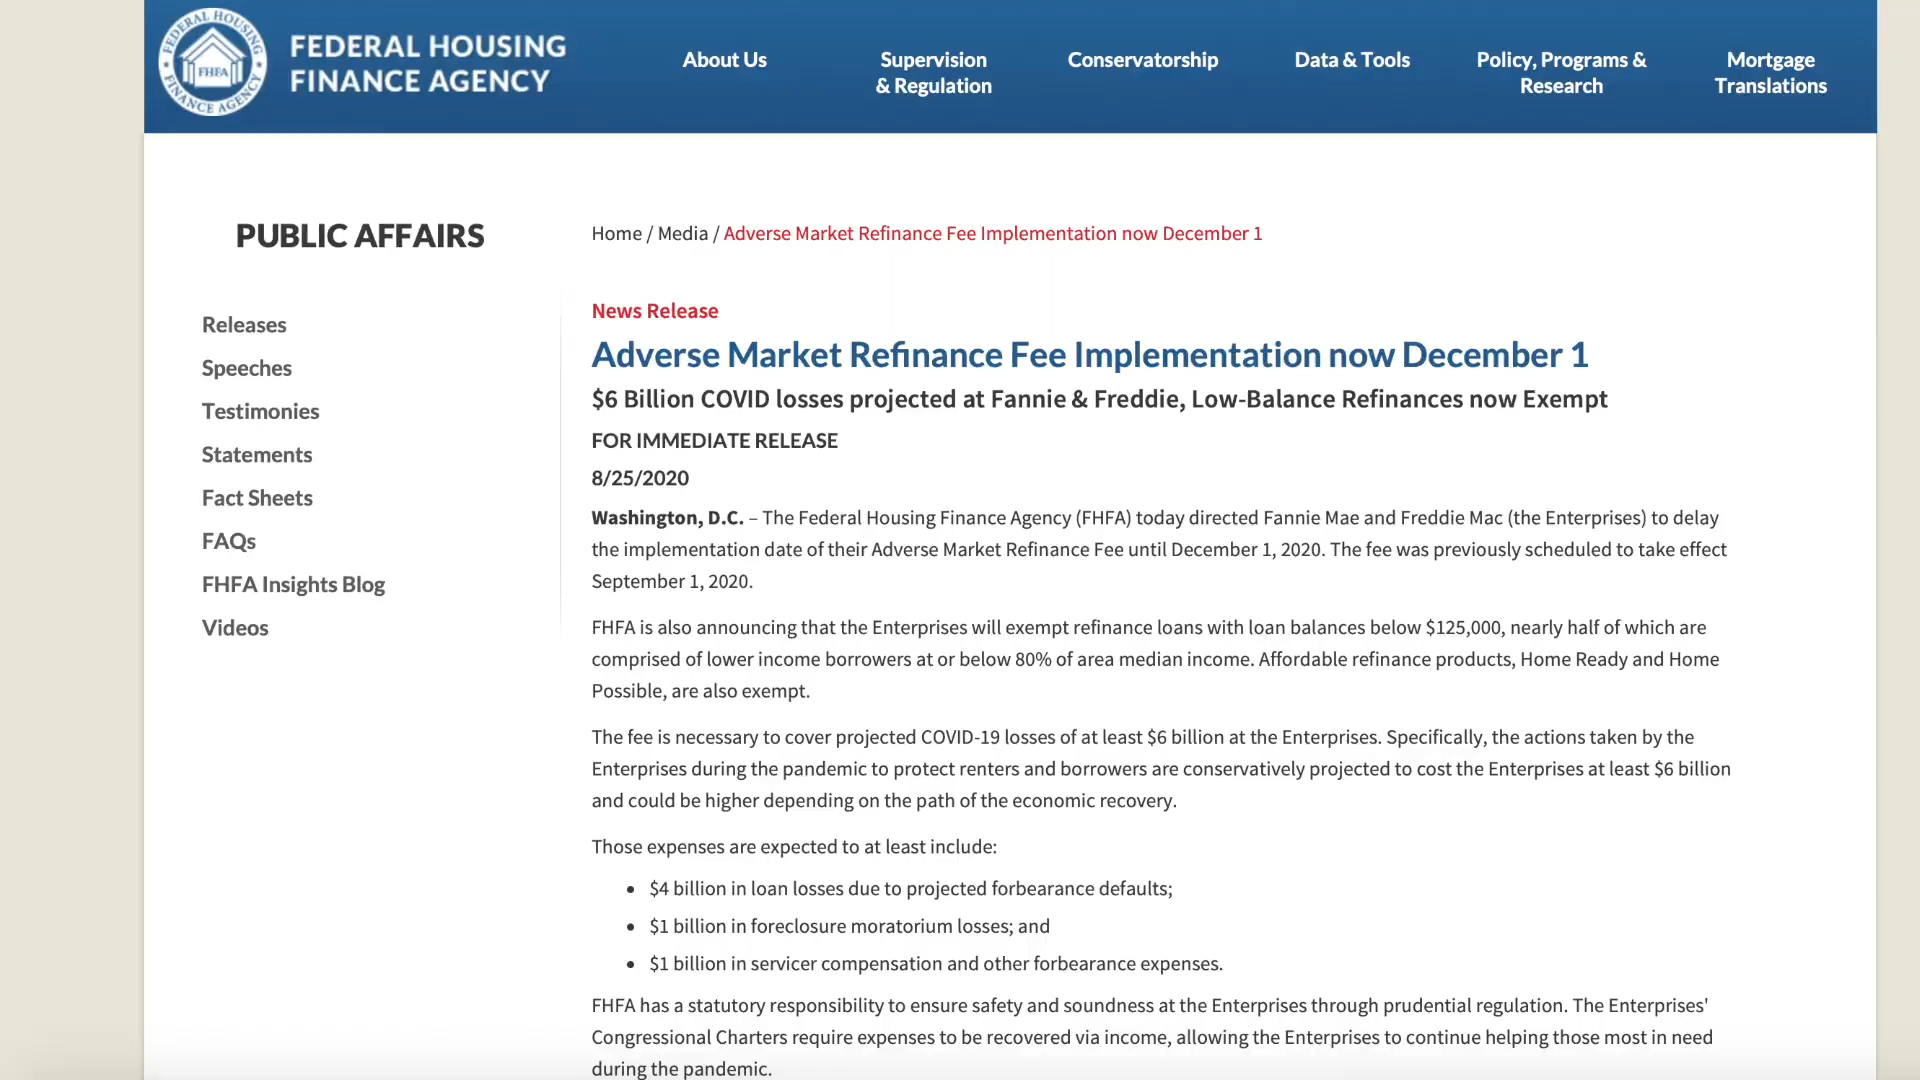 FEDERAL HOUSING
FINANCE AGENCY
FHFA
FEDERAL HOUSING
FINANCE AGENCY
About Us
Supervision
& Regulation
Conservatorship
Data & Tools
Policy, Programs &
Research
Mortgage
Translations
PUBLIC AFFAIRS
Releases
Speeches
Testimonies
Statements
Fact Sheets
FAQs
FHFA Insights Blog
Videos
Home / Media / Adverse Market Refinance Fee Implementation now December 1
News Release
Adverse Market Refinance Fee Implementation now December 1
$6 Billion COVID losses projected at Fannie & Freddie, Low-Balance Refinances now Exempt
FOR IMMEDIATE RELEASE
8/25/2020
Washington, D.C. – The Federal Housing Finance Agency (FHFA) today directed Fannie Mae and Freddie Mac (the Enterprises) to delay
the implementation date of their Adverse Market Refinance Fee until December 1, 2020. The fee was previously scheduled to take effect
September 1, 2020.
FHFA is also announcing that the Enterprises will exempt refinance loans with loan balances below $125,000, nearly half of which are
comprised of lower income borrowers at or below 80% of area median income. Affordable refinance products, Home Ready and Home
Possible, are also exempt.
The fee is necessary to cover projected COVID-19 losses of at least $6 billion at the Enterprises. Specifically, the actions taken by the
Enterprises during the pandemic to protect renters and borrowers are conservatively projected to cost the Enterprises at least $6 billion
and could be higher depending on the path of the economic recovery.
Those expenses are expected to at least include:
• $4 billion in loan losses due to projected forbearance defaults;
• $1 billion in foreclosure moratorium losses; and
• $1 billion in servicer compensation and other forbearance expenses.
FHFA has a statutory responsibility to ensure safety and soundness at the Enterprises through prudential regulation. The Enterprises'
Congressional Charters require expenses to be recovered via income, allowing the Enterprises to continue helping those most in need
during the pandemic.